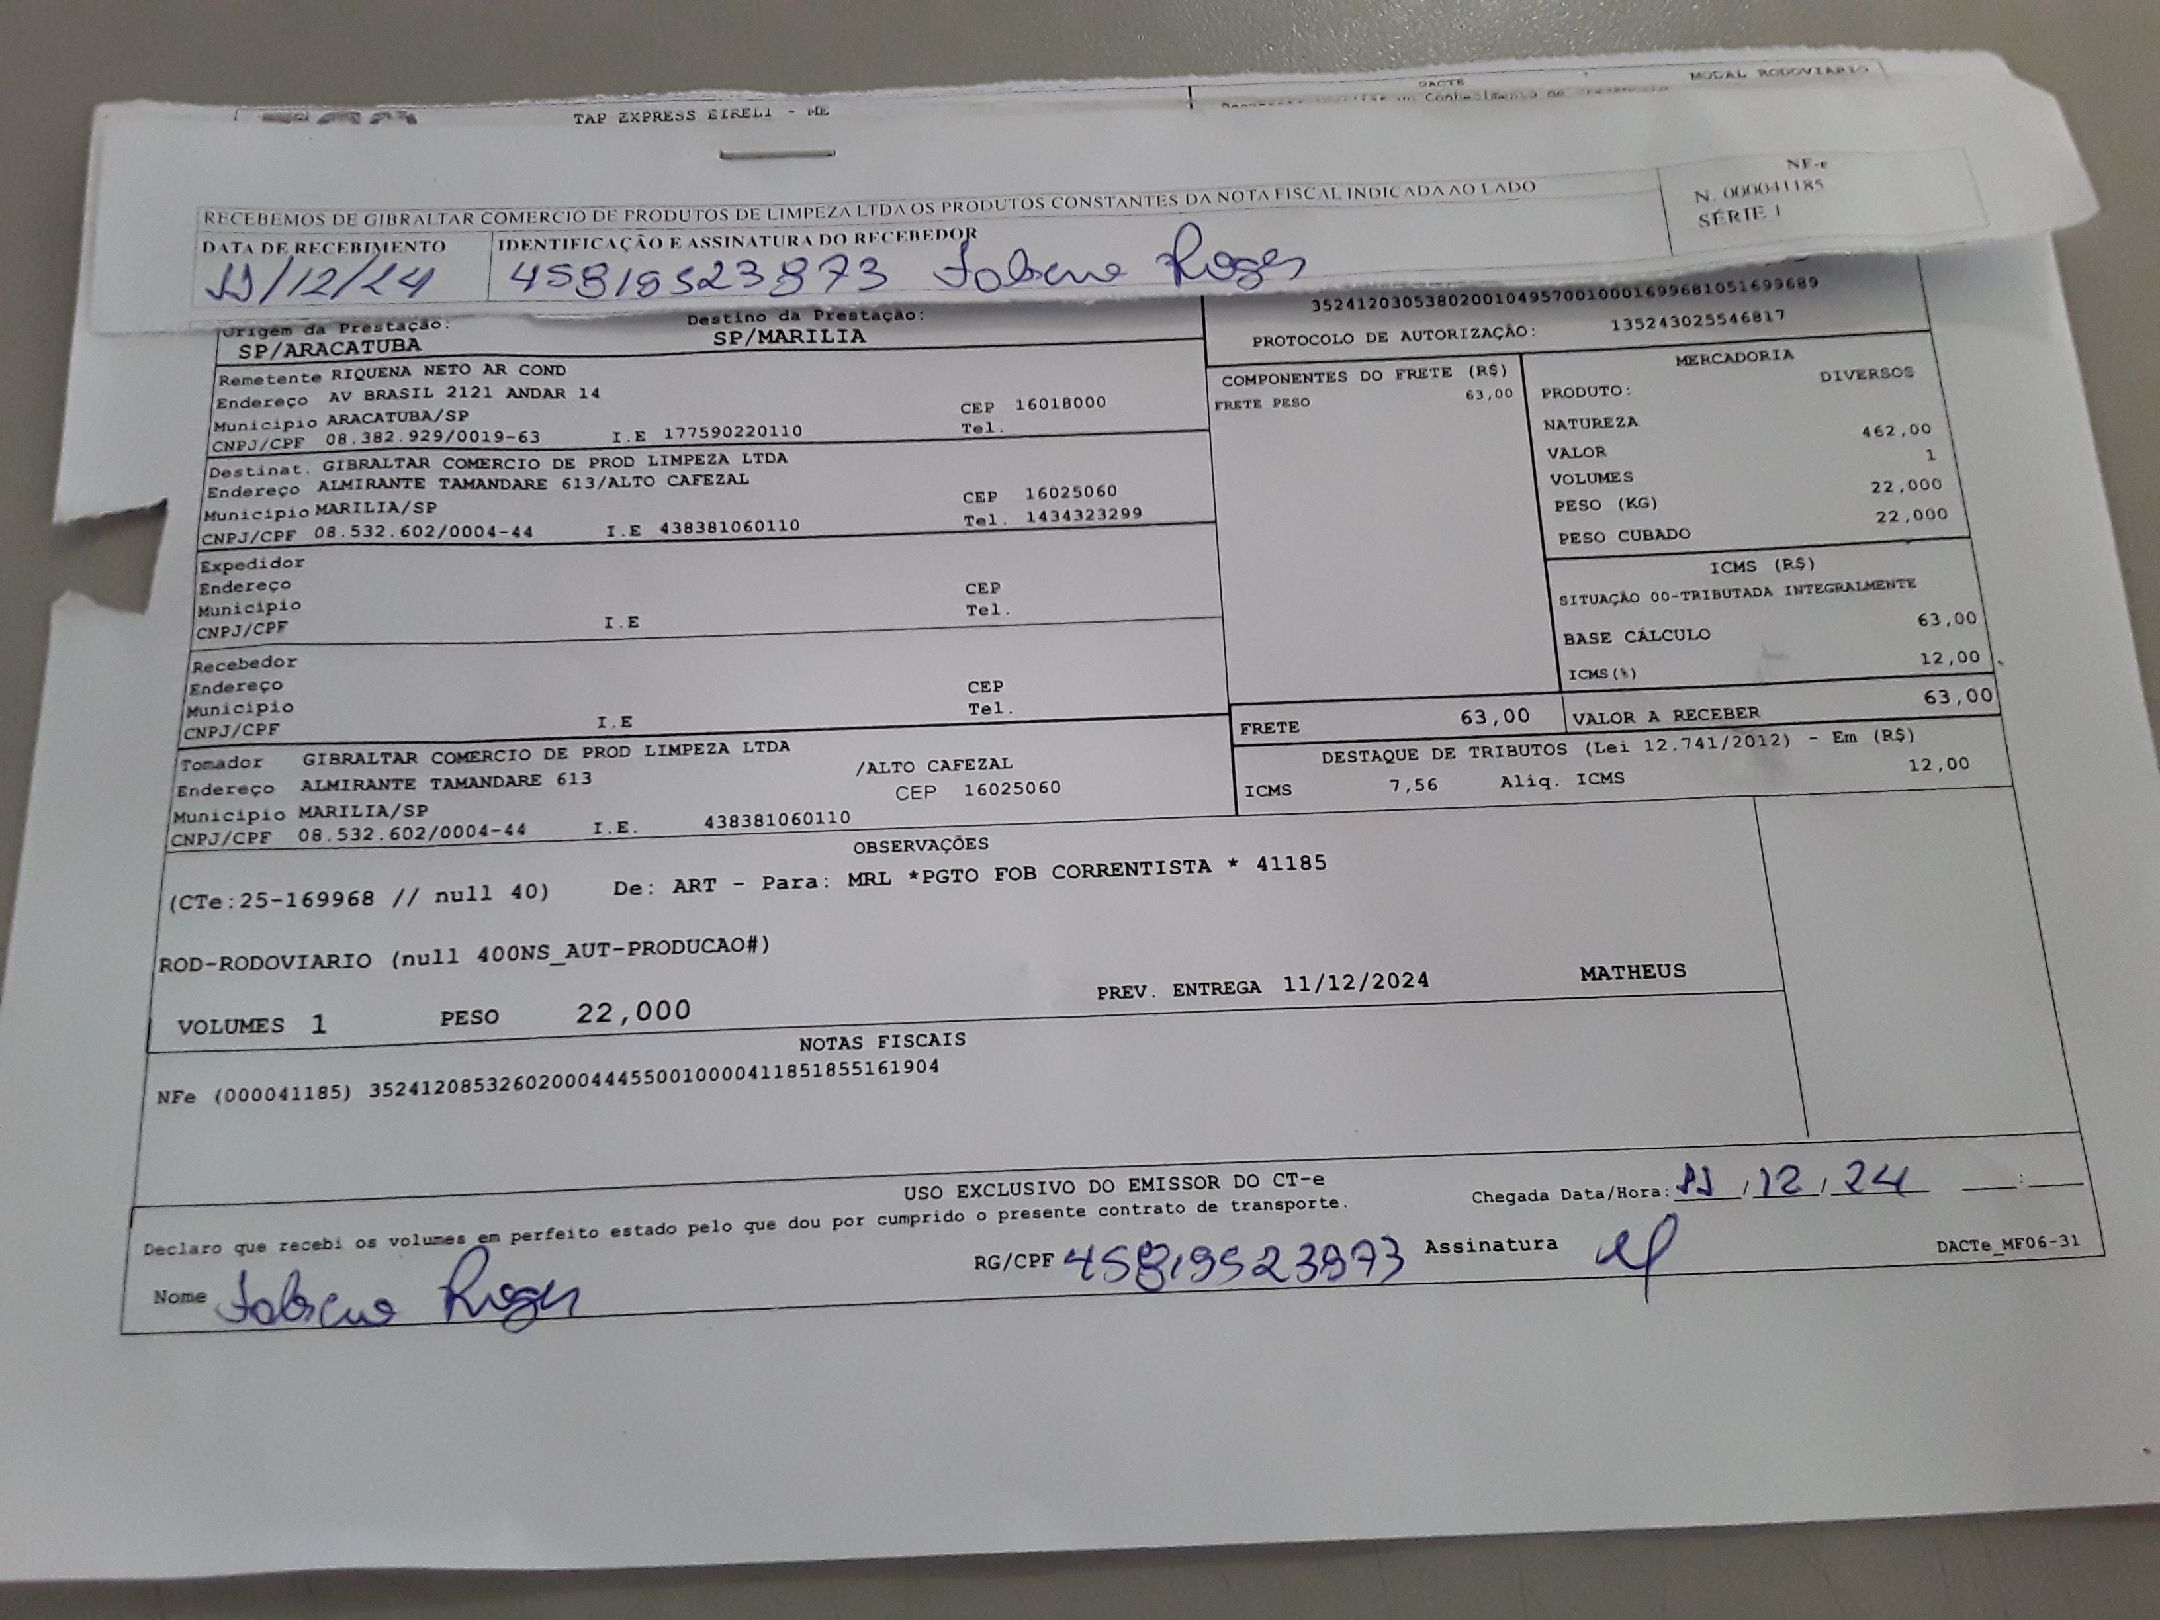 TAP EXPRESS EIRELI - ME
DACTE
MODAL RODOVIARIO
RECEBEMOS DE GIBRALTAR COMERCIO DE PRODUTOS DE LIMPEZA LTDA OS PRODUTOS CONSTANTES DA NOTA FISCAL INDICADA AO LADO
NF-e
N. 000041185
SÉRIE 1
DATA DE RECEBIMENTO
IDENTIFICAÇÃO E ASSINATURA DO RECEBEDOR
11/12/24
35241203053802001049570010001699681051699689
PROTOCOLO DE AUTORIZAÇÃO: 135243025546817
Origem da Prestação: Destino da Prestação:
SP/ARACATUBA SP/MARILIA
Remetente RIQUENA NETO AR COND
Endereço AV BRASIL 2121 ANDAR 14
Município ARACATUBA/SP CEP 16018000
CNPJ/CPF 08.382.929/0019-63 I.E 177590220110 Tel.
Destinat. GIBRALTAR COMERCIO DE PROD LIMPEZA LTDA
Endereço ALMIRANTE TAMANDARE 613/ALTO CAFEZAL
Município MARILIA/SP CEP 16025060
CNPJ/CPF 08.532.602/0004-44 I.E 438381060110 Tel. 1434323299
Expedidor
Endereço
Município CEP
CNPJ/CPF I.E Tel.
Recebedor
Endereço
Município CEP
CNPJ/CPF I.E Tel.
Tomador GIBRALTAR COMERCIO DE PROD LIMPEZA LTDA
Endereço ALMIRANTE TAMANDARE 613 /ALTO CAFEZAL
Município MARILIA/SP CEP 16025060
CNPJ/CPF 08.532.602/0004-44 I.E. 438381060110
COMPONENTES DO FRETE (R$)
FRETE PESO 63,00
MERCADORIA
PRODUTO: DIVERSOS
NATUREZA
VALOR 462,00
VOLUMES 1
PESO (KG) 22,000
PESO CUBADO 22,000
ICMS (R$)
SITUAÇÃO 00-TRIBUTADA INTEGRALMENTE
BASE CÁLCULO 63,00
ICMS(%) 12,00
FRETE 63,00 VALOR A RECEBER 63,00
DESTAQUE DE TRIBUTOS (Lei 12.741/2012) - Em (R$)
ICMS 7,56 Aliq. ICMS 12,00
OBSERVAÇÕES
(CTe:25-169968 // null 40) De: ART - Para: MRL *PGTO FOB CORRENTISTA * 41185
ROD-RODOVIARIO (null 400NS_AUT-PRODUCAO#)
VOLUMES 1 PESO 22,000 PREV. ENTREGA 11/12/2024 MATHEUS
NOTAS FISCAIS
NFe (000041185) 35241208532602000444550010000411851855161904
USO EXCLUSIVO DO EMISSOR DO CT-e
Declaro que recebi os volumes em perfeito estado pelo que dou por cumprido o presente contrato de transporte.
Chegada Data/Hora: 11/12/24 :
Nome
RG/CPF
Assinatura
DACTe_MF06-31